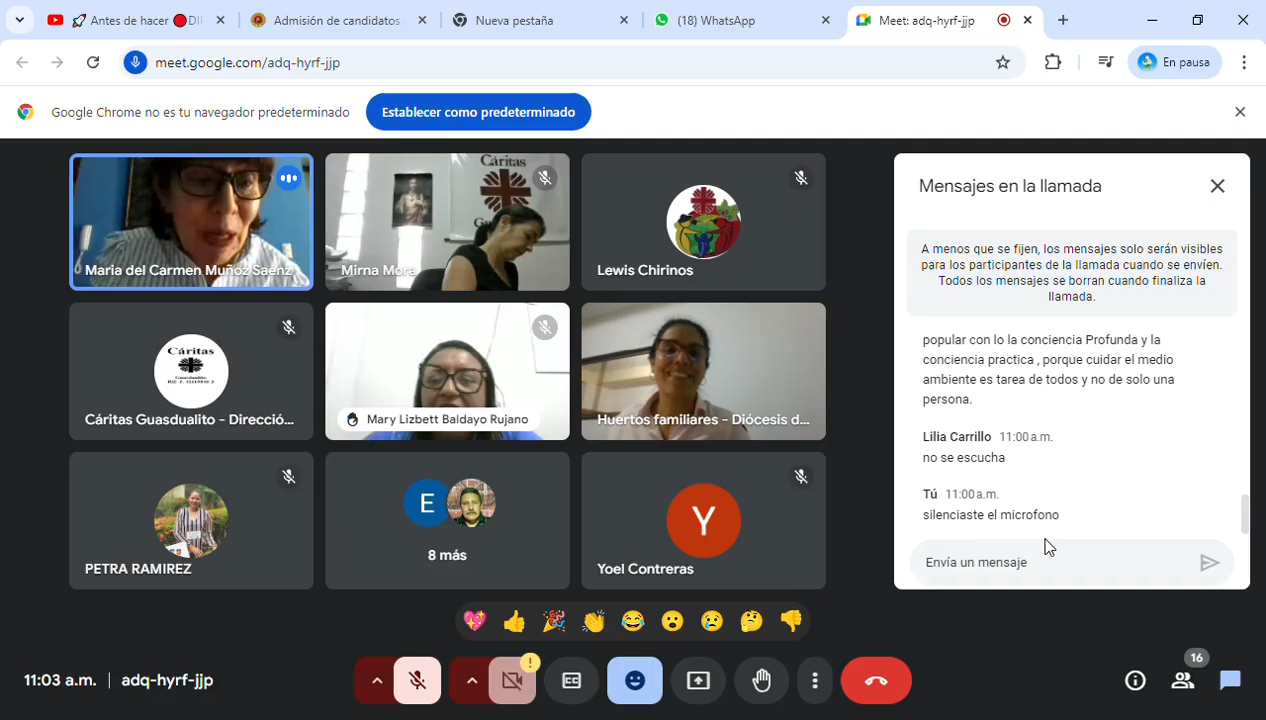 Antes de hacer
Admisión de candidatos
Nueva pestaña
(18) WhatsApp
Meet: adq-hyrf-jjp
meet.google.com/adq-hyrf-jjp
En pausa
Google Chrome no es tu navegador predeterminado
Establecer como predeterminado
Maria del Carmen Muñoz Saenz
Cáritas
Mirna Mora
Lewis Chirinos
Cáritas
Guasdualito
Cáritas Guasdualito - Direcció...
Mary Lizbett Baldayo Rujano
Huertos familiares - Diócesis d...
PETRA RAMIREZ
E
8 más
Y
Yoel Contreras
Mensajes en la llamada
A menos que se fijen, los mensajes solo serán visibles
para los participantes de la llamada cuando se envíen.
Todos los mensajes se borran cuando finaliza la
llamada.
popular con lo la conciencia Profunda y la
conciencia practica , porque cuidar el medio
ambiente es tarea de todos y no de solo una
persona.
Lilia Carrillo 11:00 a.m.
no se escucha
Tú 11:00 a.m.
silenciaste el microfono
Envía un mensaje
11:03 a.m. adq-hyrf-jjp
16